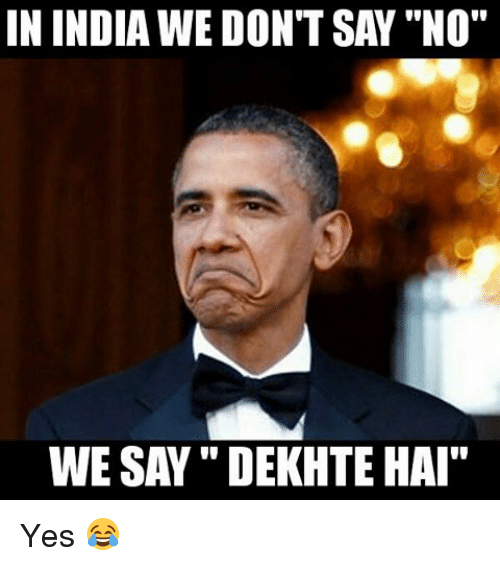 IN INDIA WE DON'T SAY "NO"
WE SAY " DEKHTE HAI"
Yes 😂